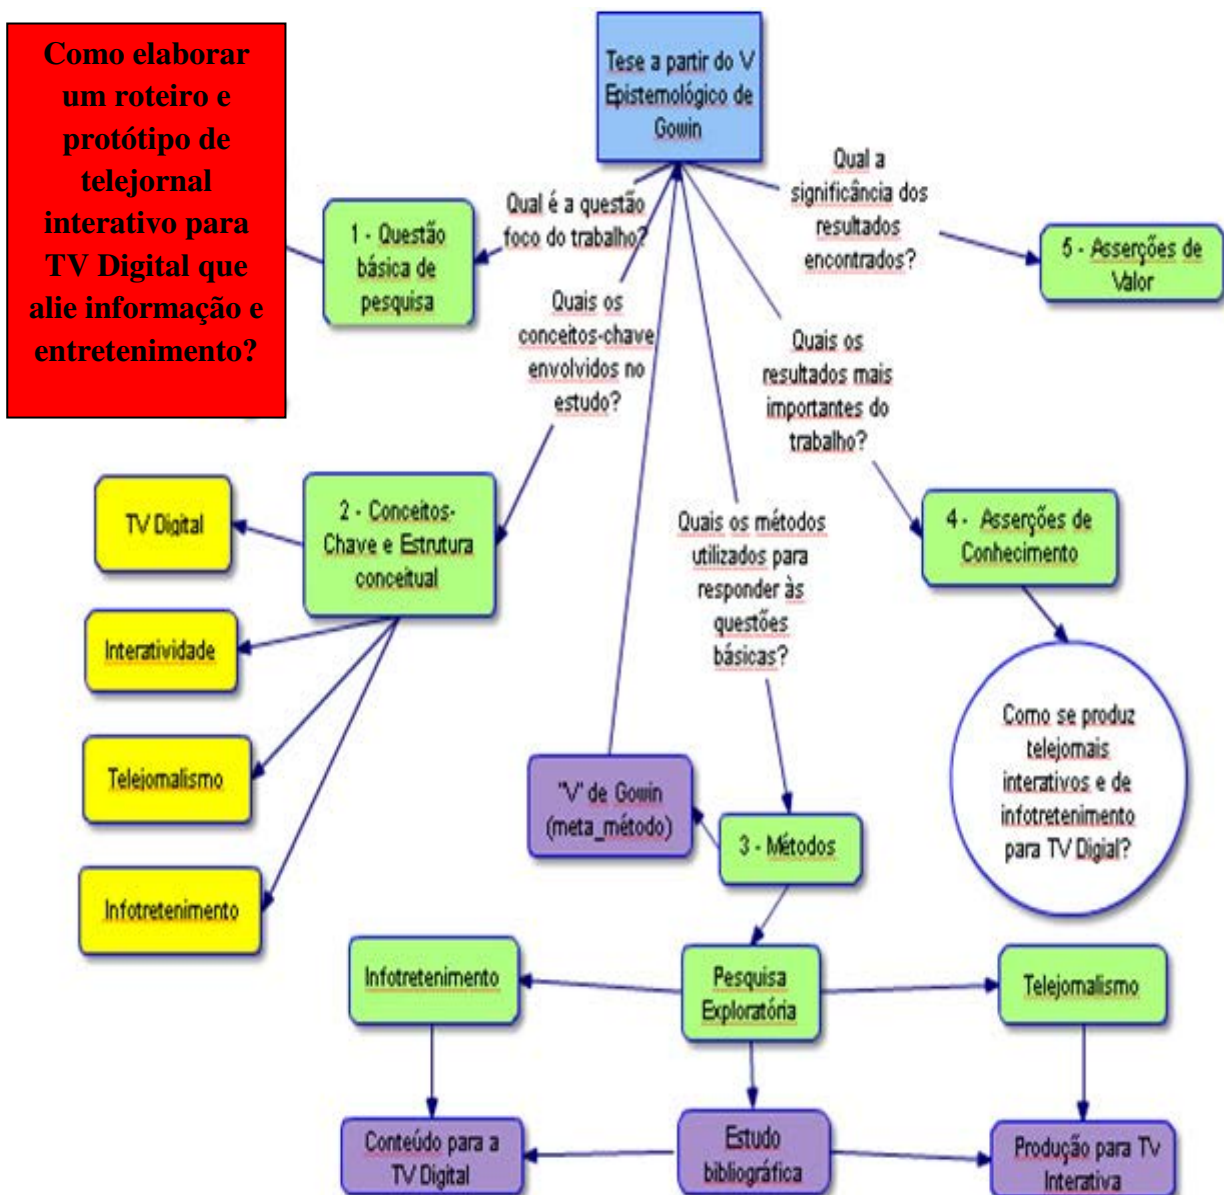 Como elaborar
um roteiro e
protótipo de
telejornal
interativo para
TV Digital que
alie informação e
entretenimento?
Tese a partir do V
Epistemológico de
Gowin
Qual é a questão
foco do trabalho?
1 - Questão
básica de
pesquisa
Qual a
significância dos
resultados
encontrados?
5 - Asserções de
Valor
Quais os
conceitos-chave
envolvidos no
estudo?
Quais os
resultados mais
importantes do
trabalho?
2 - Conceitos-
Chave e Estrutura
conceitual
TV Digital
Interatividade
Telejornalismo
Infotretenimento
Quais os métodos
utilizados para
responder às
questões
básicas?
4 - Asserções de
Conhecimento
Como se produz
telejornais
interativos e de
infotretenimento
para TV Digial?
"V" de Gowin
(meta_método)
3 - Métodos
Infotretenimento
Pesquisa
Exploratória
Telejornalismo
Conteúdo para a
TV Digital
Estudo
bibliográfica
Produção para TV
Interativa